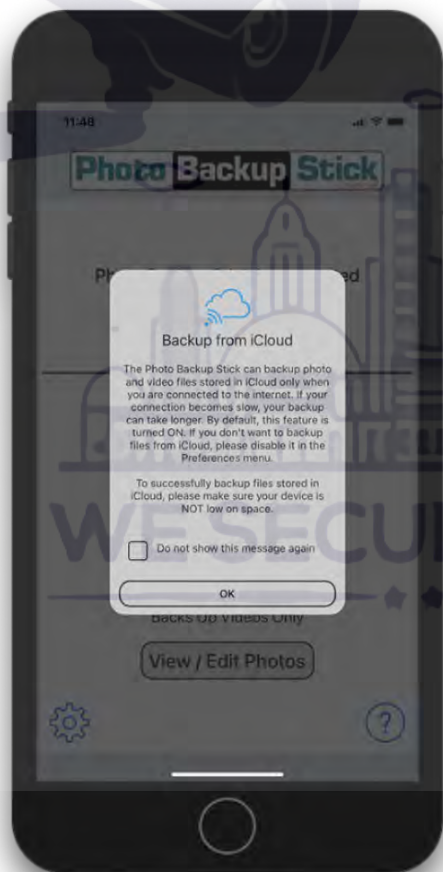 11:48
Photo Backup Stick
Backup from iCloud
The Photo Backup Stick can backup photo
and video files stored in iCloud only when
you are connected to the internet. If your
connection becomes slow, your backup
can take longer. By default, this feature is
turned ON. If you don't want to backup
files from iCloud, please disable it in the
Preferences menu.
To successfully backup files stored in
iCloud, please make sure your device is
NOT low on space.
Do not show this message again
OK
Backs Up Videos Only
View / Edit Photos
?
WE SECU